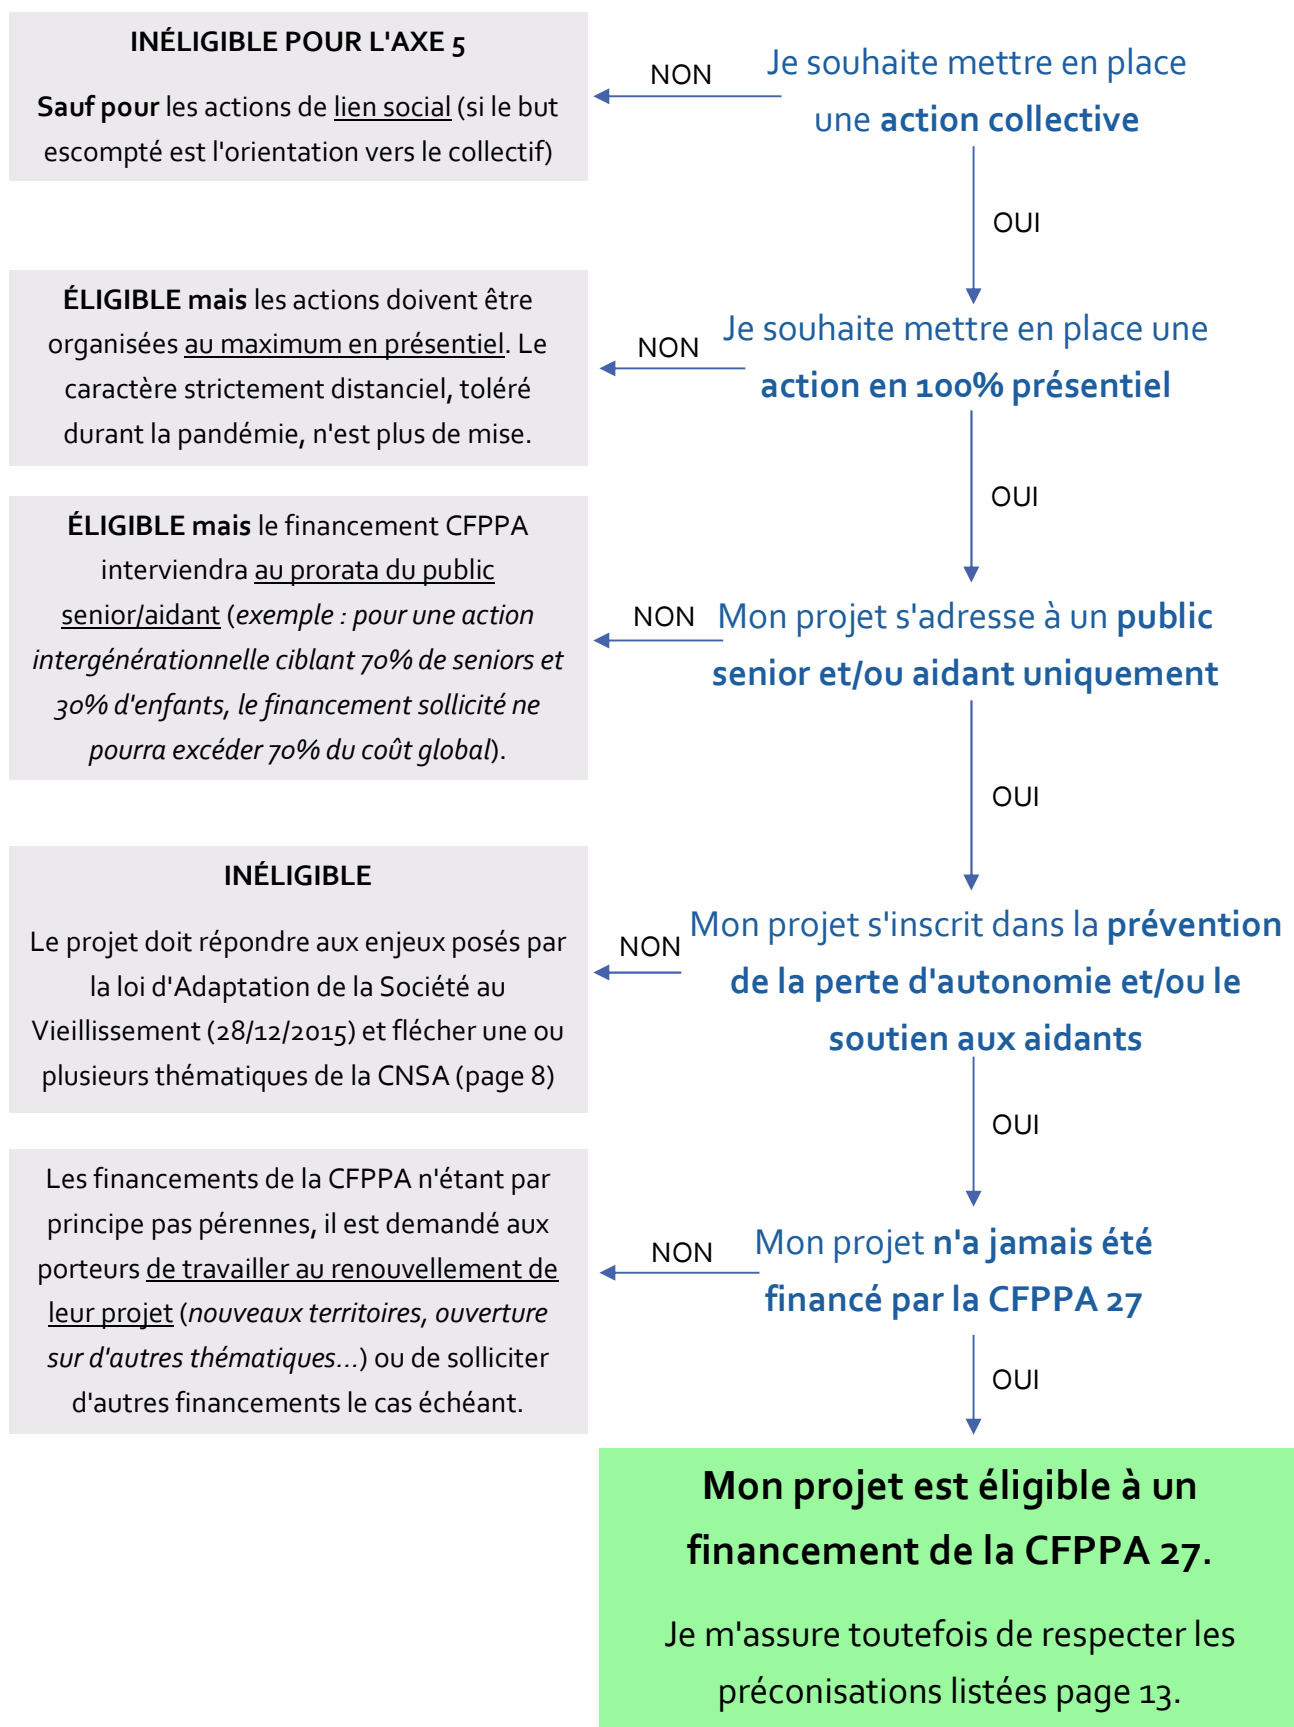 INÉLIGIBLE POUR L'AXE 5
Sauf pour les actions de lien social (si le but
escompté est l'orientation vers le collectif)
NON
Je souhaite mettre en place
une action collective
OUI
ÉLIGIBLE mais les actions doivent être
organisées au maximum en présentiel. Le
caractère strictement distanciel, toléré
durant la pandémie, n'est plus de mise.
NON
Je souhaite mettre en place une
action en 100% présentiel
OUI
ÉLIGIBLE mais le financement CFPPA
interviendra au prorata du public
senior/aidant (exemple : pour une action
intergénérationnelle ciblant 70% de seniors et
30% d'enfants, le financement sollicité ne
pourra excéder 70% du coût global).
NON
Mon projet s'adresse à un public
senior et/ou aidant uniquement
OUI
INÉLIGIBLE
Le projet doit répondre aux enjeux posés par
la loi d'Adaptation de la Société au
Vieillissement (28/12/2015) et flécher une ou
plusieurs thématiques de la CNSA (page 8)
NON
Mon projet s'inscrit dans la prévention
de la perte d'autonomie et/ou le
soutien aux aidants
OUI
Les financements de la CFPPA n'étant par
principe pas pérennes, il est demandé aux
porteurs de travailler au renouvellement de
leur projet (nouveaux territoires, ouverture
sur d'autres thématiques...) ou de solliciter
d'autres financements le cas échéant.
NON
Mon projet n'a jamais été
financé par la CFPPA 27
OUI
Mon projet est éligible à un
financement de la CFPPA 27.
Je m'assure toutefois de respecter les
préconisations listées page 13.